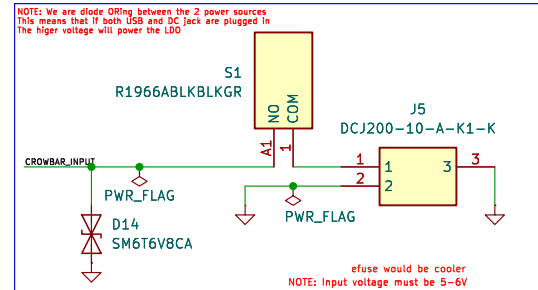 NOTE: We are diode ORing between the 2 power sources
This means that if both USB and DC jack are plugged in
The higer voltage will power the LDO
S1
R1966ABLKBLKGR
NO
COM
A1
1
J5
DCJ200-10-A-K1-K
CROWBAR_INPUT
1
1
3
3
2
2
PWR_FLAG
PWR_FLAG
D14
SM6T6V8CA
efuse would be cooler
NOTE: Input voltage must be 5-6V